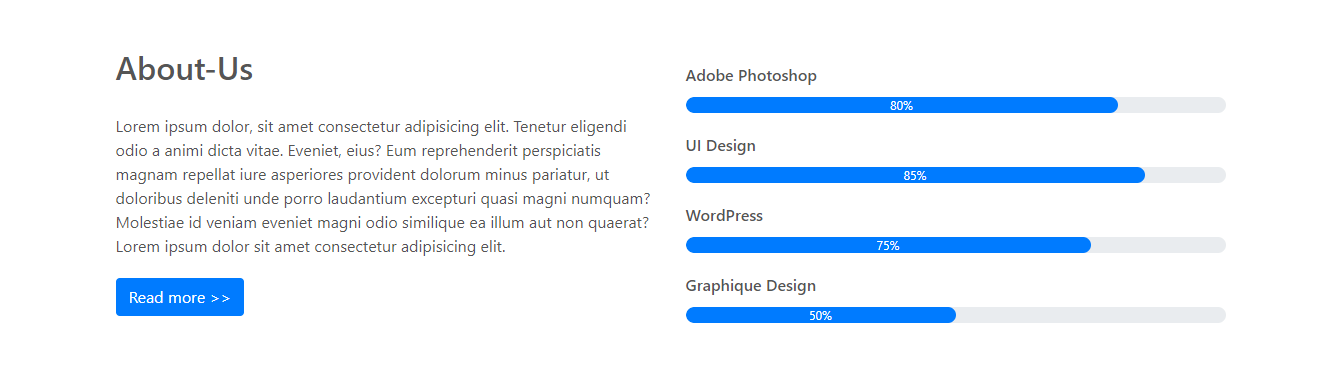 About-Us
Lorem ipsum dolor, sit amet consectetur adipisicing elit. Tenetur eligendi
odio a animi dicta vitae. Eveniet, eius? Eum reprehenderit perspiciatis
magnam repellat iure asperiores provident dolorum minus pariatur, ut
doloribus deleniti unde porro laudantium excepturi quasi magni numquam?
Molestiae id veniam eveniet magni odio similique ea illum aut non quaerat?
Lorem ipsum dolor sit amet consectetur adipisicing elit.
Read more >>
Adobe Photoshop
80%
UI Design
85%
WordPress
75%
Graphique Design
50%